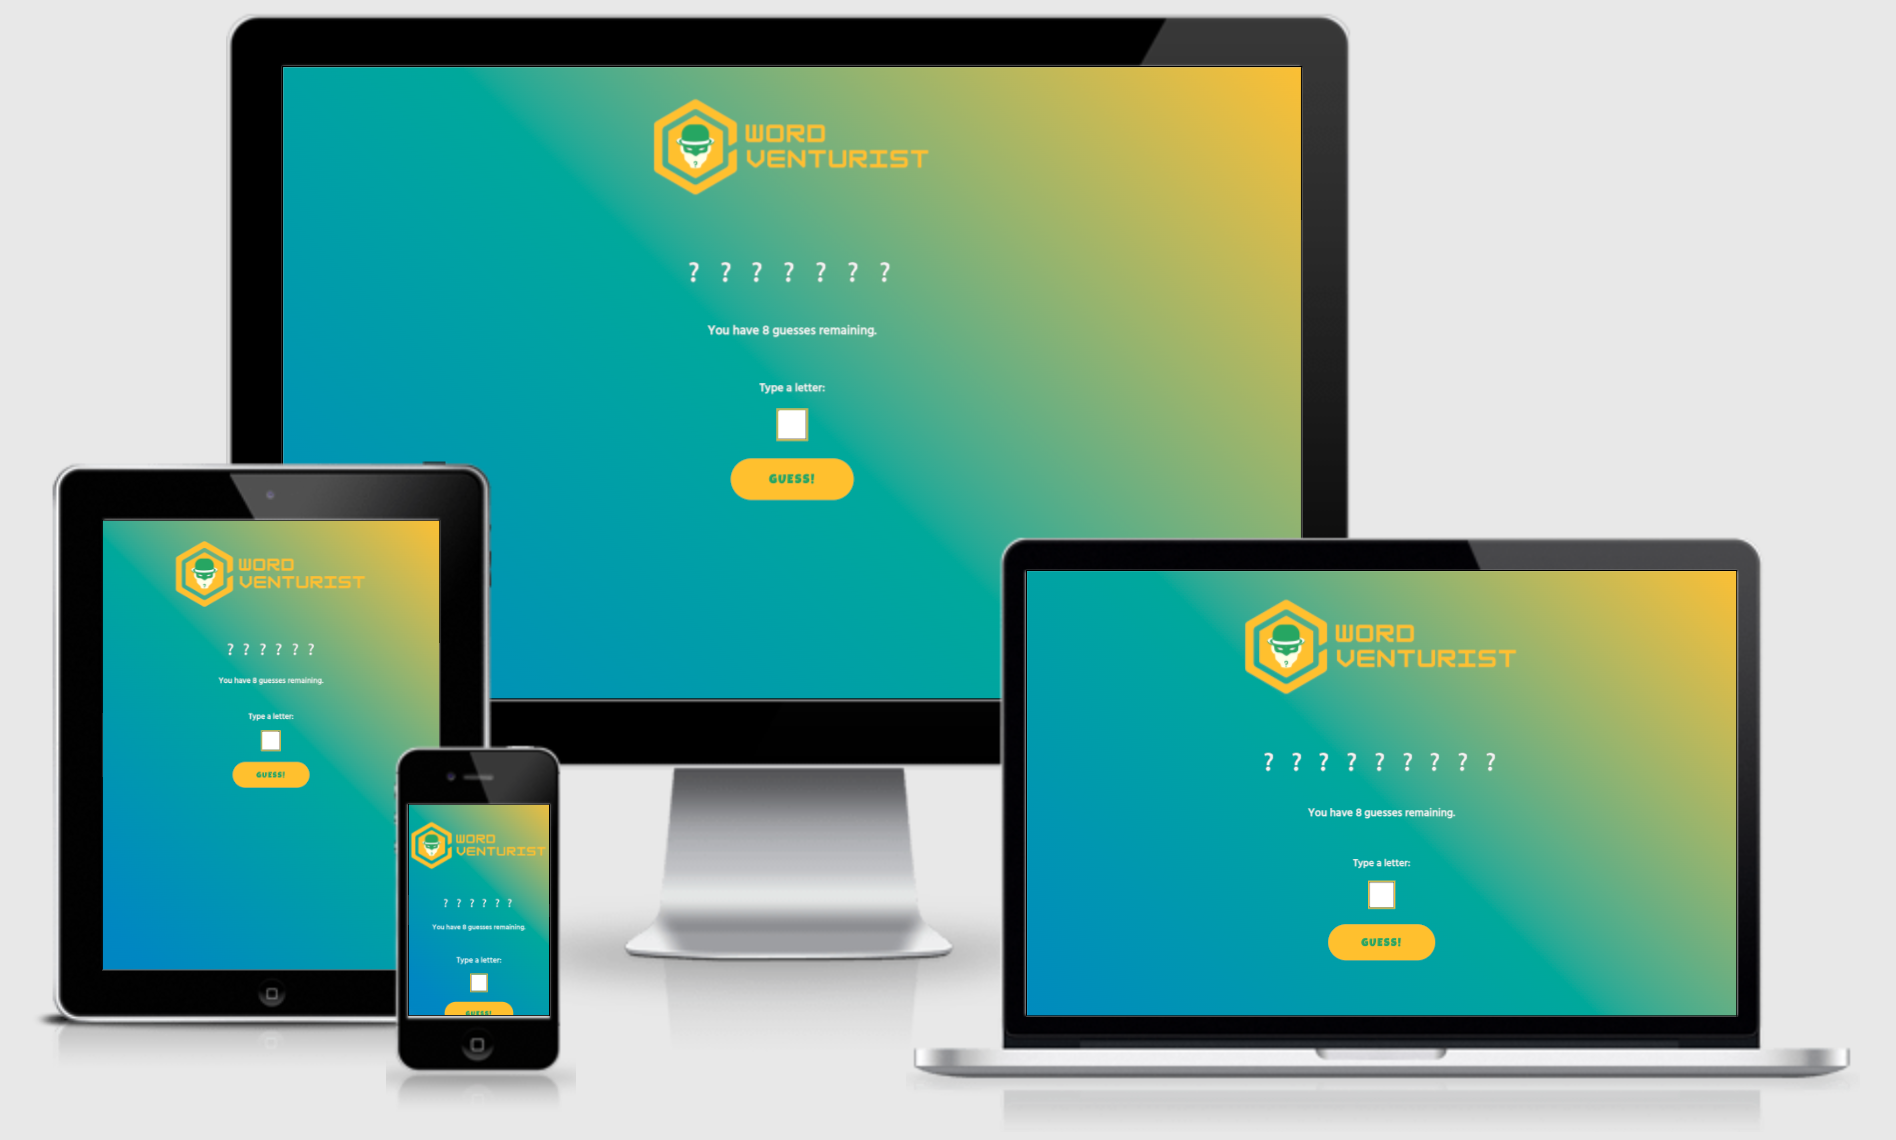 WORD
VENTURIST
? ? ? ? ? ? ?
You have 8 guesses remaining.
Type a letter:
GUESS!
WORD
VENTURIST
? ? ? ? ? ?
You have 8 guesses remaining.
Type a letter:
GUESS!
WORD
VENTURIST
? ? ? ? ? ?
You have 8 guesses remaining.
Type a letter:
GUESS!
WORD
VENTURIST
? ? ? ? ? ? ? ? ?
You have 8 guesses remaining.
Type a letter:
GUESS!